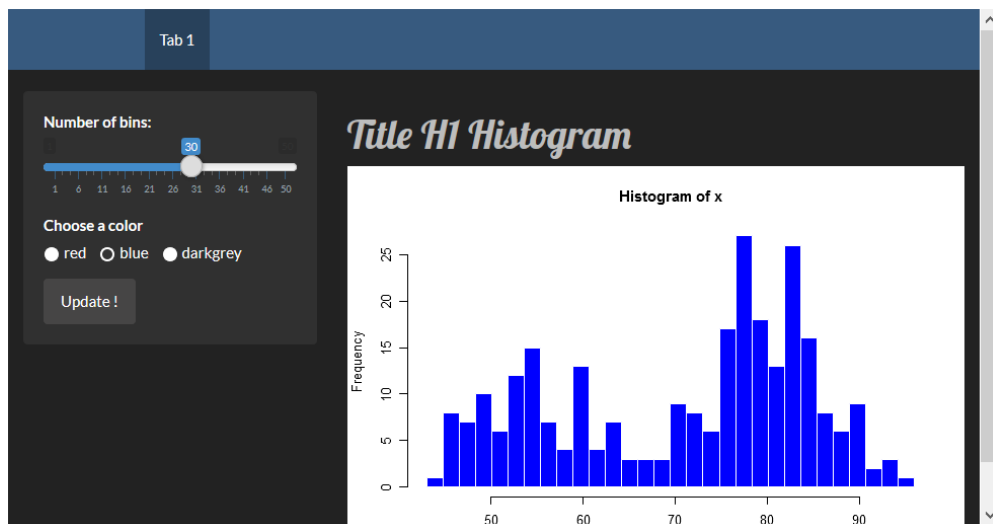 Tab 1
Number of bins:
30
1 6 11 16 21 26 31 36 41 46 50
Choose a color
red blue darkgrey
Update !
Title H1 Histogram
Histogram of x
Frequency
25
20
15
10
5
0
50 60 70 80 90